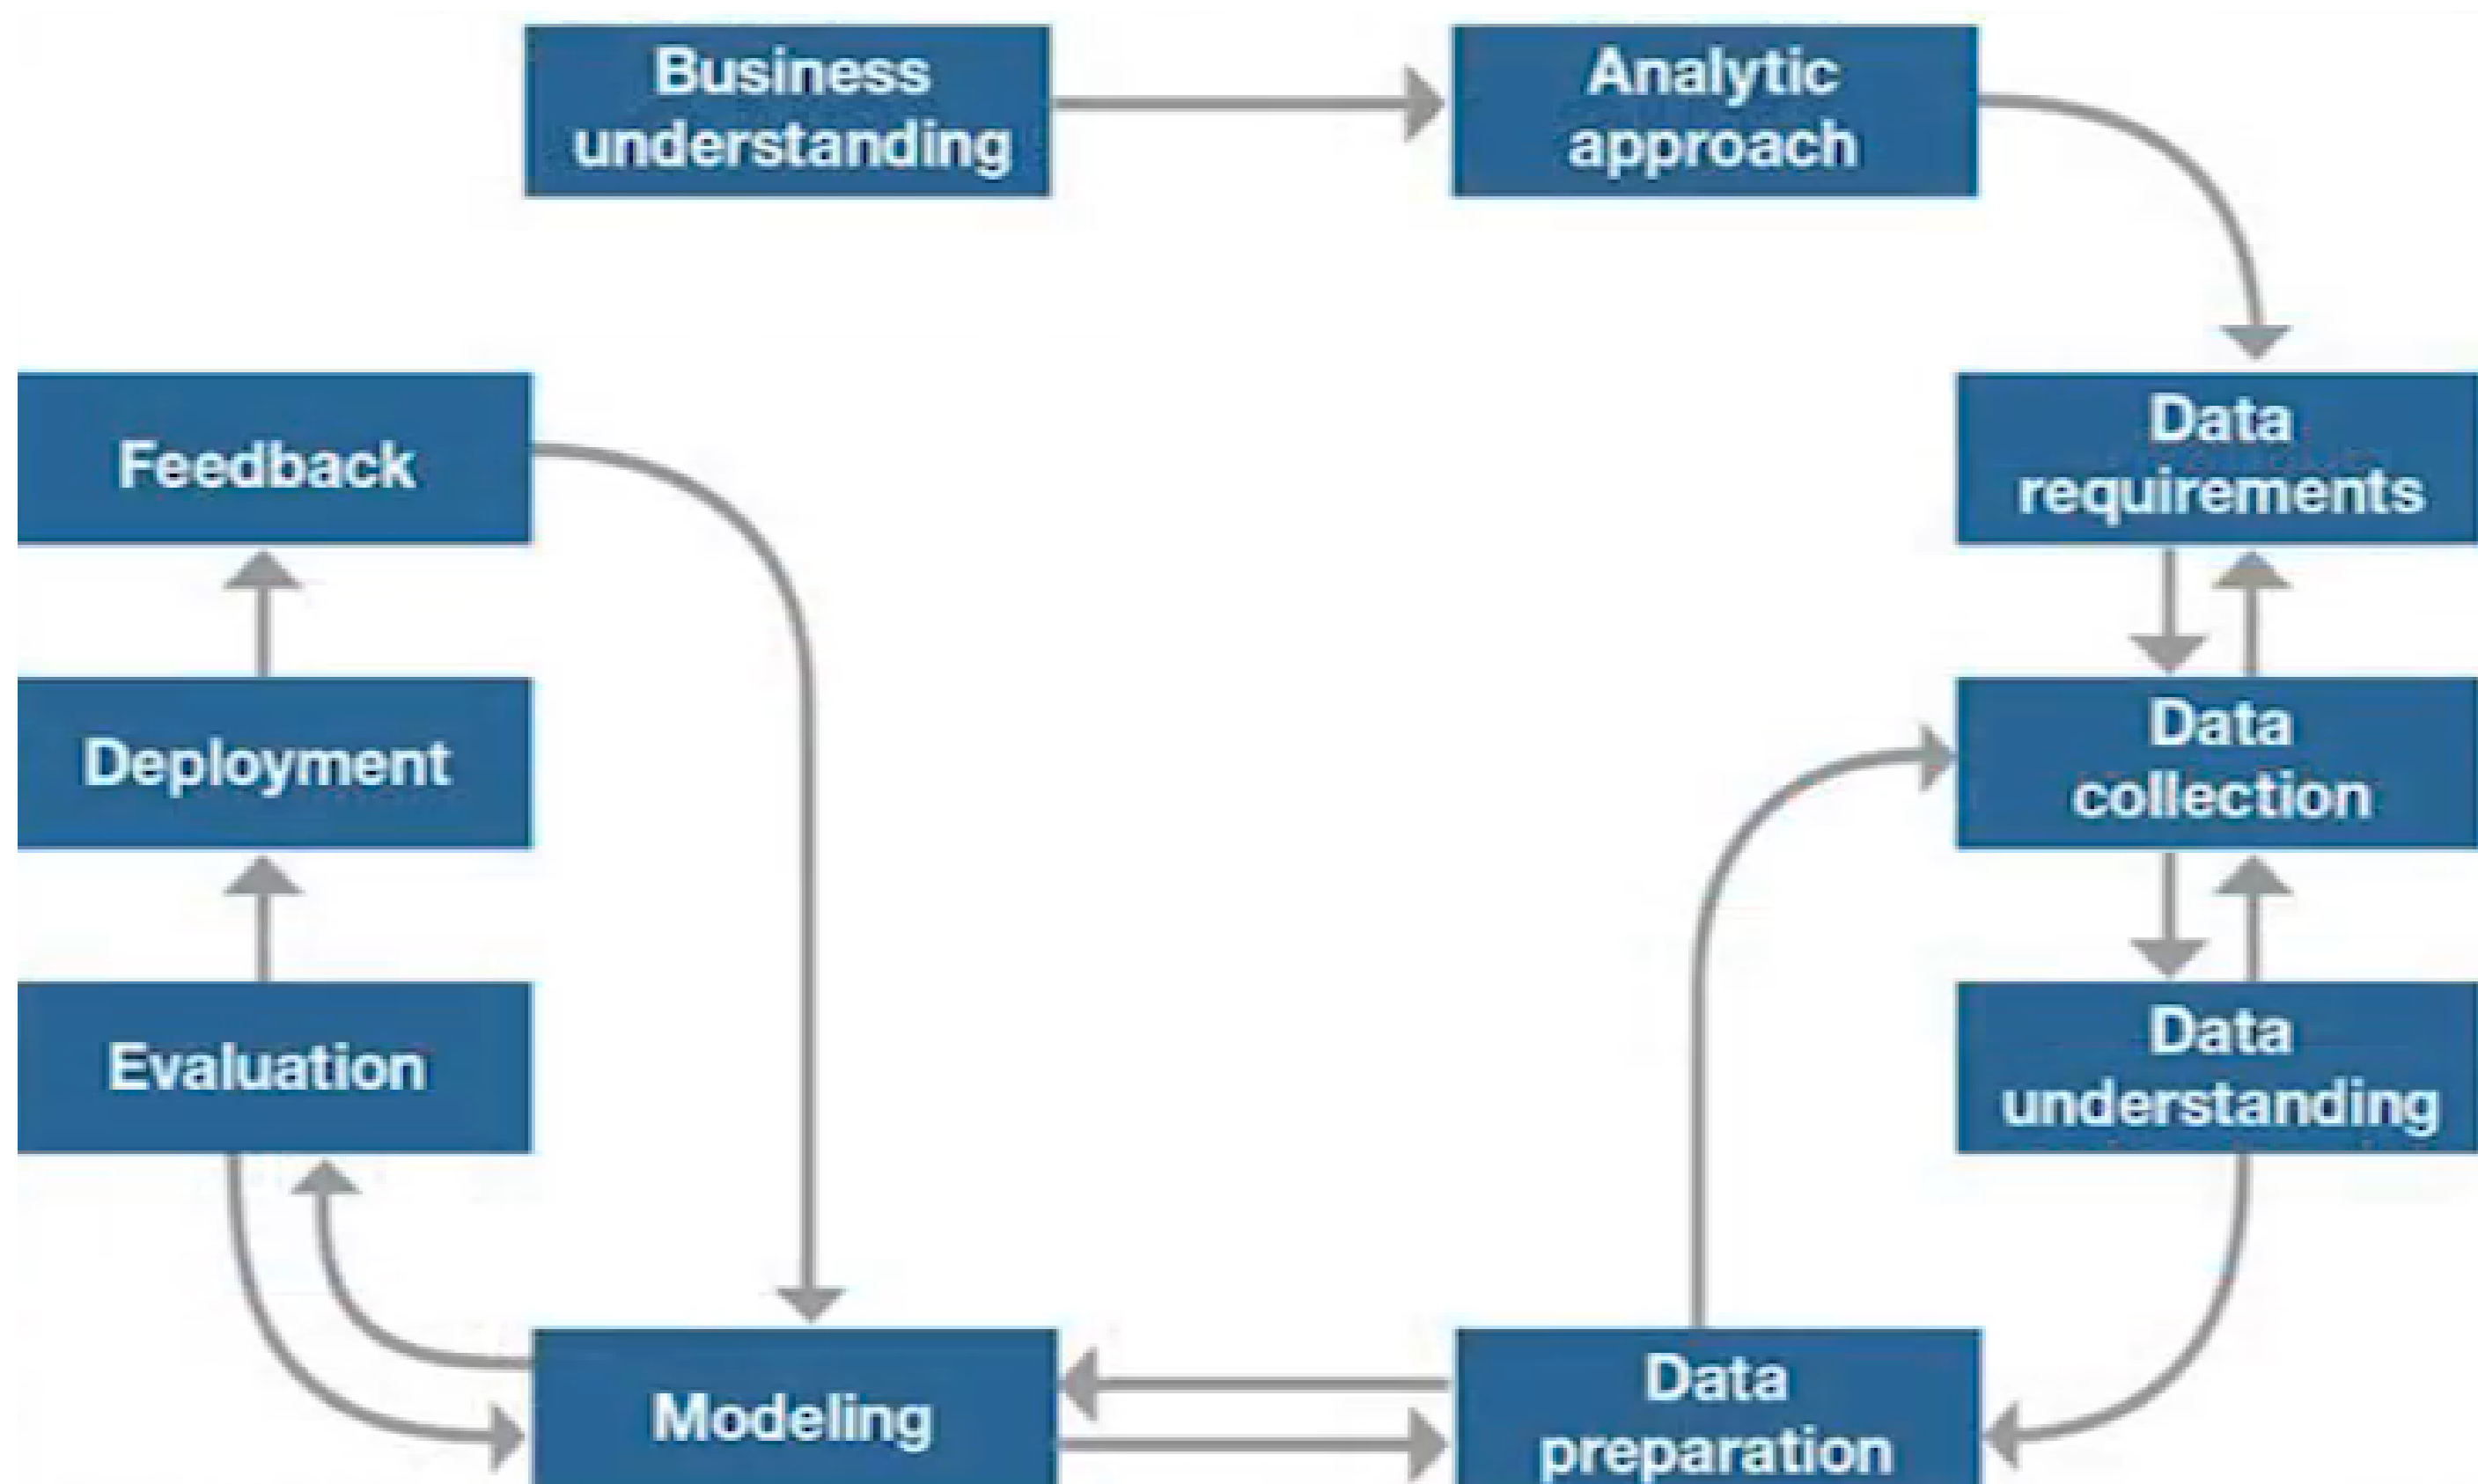 Business
understanding
Analytic
approach
Feedback
Data
requirements
Deployment
Data
collection
Evaluation
Data
understanding
Modeling
Data
preparation